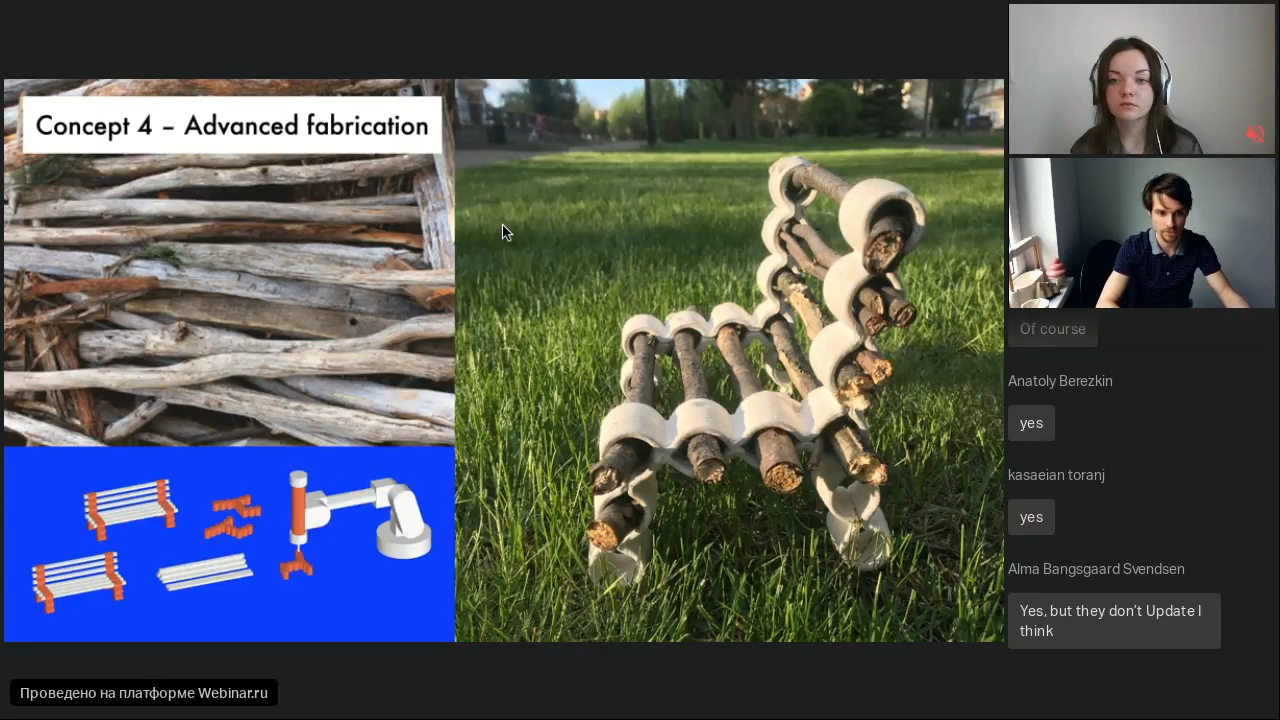 Concept 4 – Advanced fabrication
Of course
Anatoly Berezkin
yes
kasaeian toranj
yes
Alma Bangsgaard Svendsen
Yes, but they don’t Update I
think
Проведено на платформе Webinar.ru